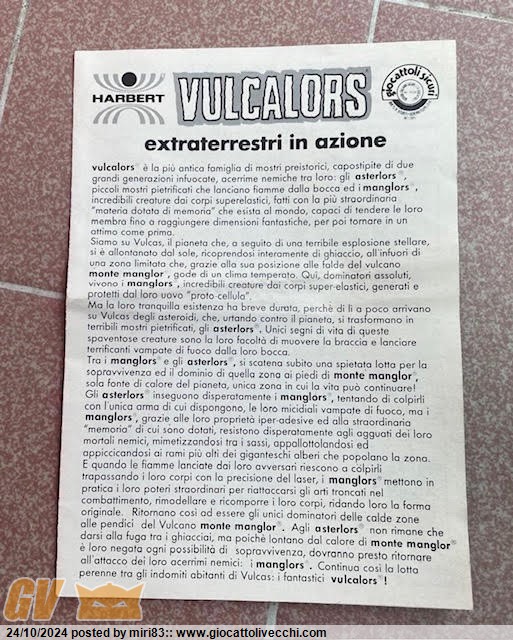 HARBERT
VULCALORS
giocattoli sicuri
extraterrestri in azione
vulcalors® è la più antica famiglia di mostri preistorici, capostipite di due
grandi generazioni infuocate, acerrime nemiche tra loro: gli asterlors®,
piccoli mostri pietrificati che lanciano fiamme dalla bocca ed i manglors®,
incredibili creature dai corpi superelastici, fatti con la più straordinaria
"materia dotata di memoria" che esista al mondo, capaci di tendere le loro
membra fino a raggiungere dimensioni fantastiche, per poi tornare in un
attimo come prima.
Siamo su Vulcas, il pianeta che, a seguito di una terribile esplosione stellare,
si è allontanato dal sole, ricoprendosi interamente di ghiaccio, all'infuori di
una zona limitata che, grazie alla sua posizione alle falde del vulcano
monte manglor®, gode di un clima temperato. Qui, dominatori assoluti,
vivono i manglors®, incredibili creature dai corpi super-elastici, generati e
protetti dal loro uovo "proto-cellula".
Ma la loro tranquilla esistenza ha breve durata, perchè di lì a poco arrivano
su Vulcas degli asteroidi, che, urtando contro il pianeta, si trasformano in
terribili mostri pietrificati, gli asterlors®. Unici segni di vita di queste
spaventose creature sono la loro facoltà di muovere la braccia e lanciare
terrificanti vampate di fuoco dalla loro bocca.
Tra i manglors® e gli asterlors®, si scatena subito una spietata lotta per la
sopravvivenza ed il dominio di quella zona ai piedi di monte manglor®,
sola fonte di calore del pianeta, unica zona in cui la vita può continuare!
Gli asterlors® inseguono disperatamente i manglors®, tentando di colpirli
con l'unica arma di cui dispongono, le loro micidiali vampate di fuoco, ma i
manglors®, grazie alle loro proprietà iper-adesive ed alla straordinaria
"memoria" di cui sono dotati, resistono disperatamente agli agguati dei loro
mortali nemici, mimetizzandosi tra i sassi, appallottolandosi ed
appiccicandosi ai rami più alti dei giganteschi alberi che popolano la zona.
E quando le fiamme lanciate dai loro avversari riescono a colpirli
trapassando i loro corpi con la precisione del laser, i manglors® mettono in
pratica i loro poteri straordinari per riattaccarsi gli arti troncati nel
combattimento, rimodellare e ricomporre i loro corpi, ridando loro la forma
originale. Ritornano così ad essere gli unici dominatori delle calde zone
alle pendici del Vulcano monte manglor®. Agli asterlors® non rimane che
darsi alla fuga tra i ghiacciai, ma poichè lontano dal calore di monte manglor®
è loro negata ogni possibilità di sopravvivenza, dovranno presto ritornare
all'attacco dei loro acerrimi nemici: i manglors®. Continua così la lotta
perenne tra gli indomiti abitanti di Vulcas: i fantastici vulcalors®!
GV
24/10/2024 posted by miri83:: www.giocattolivecchi.com